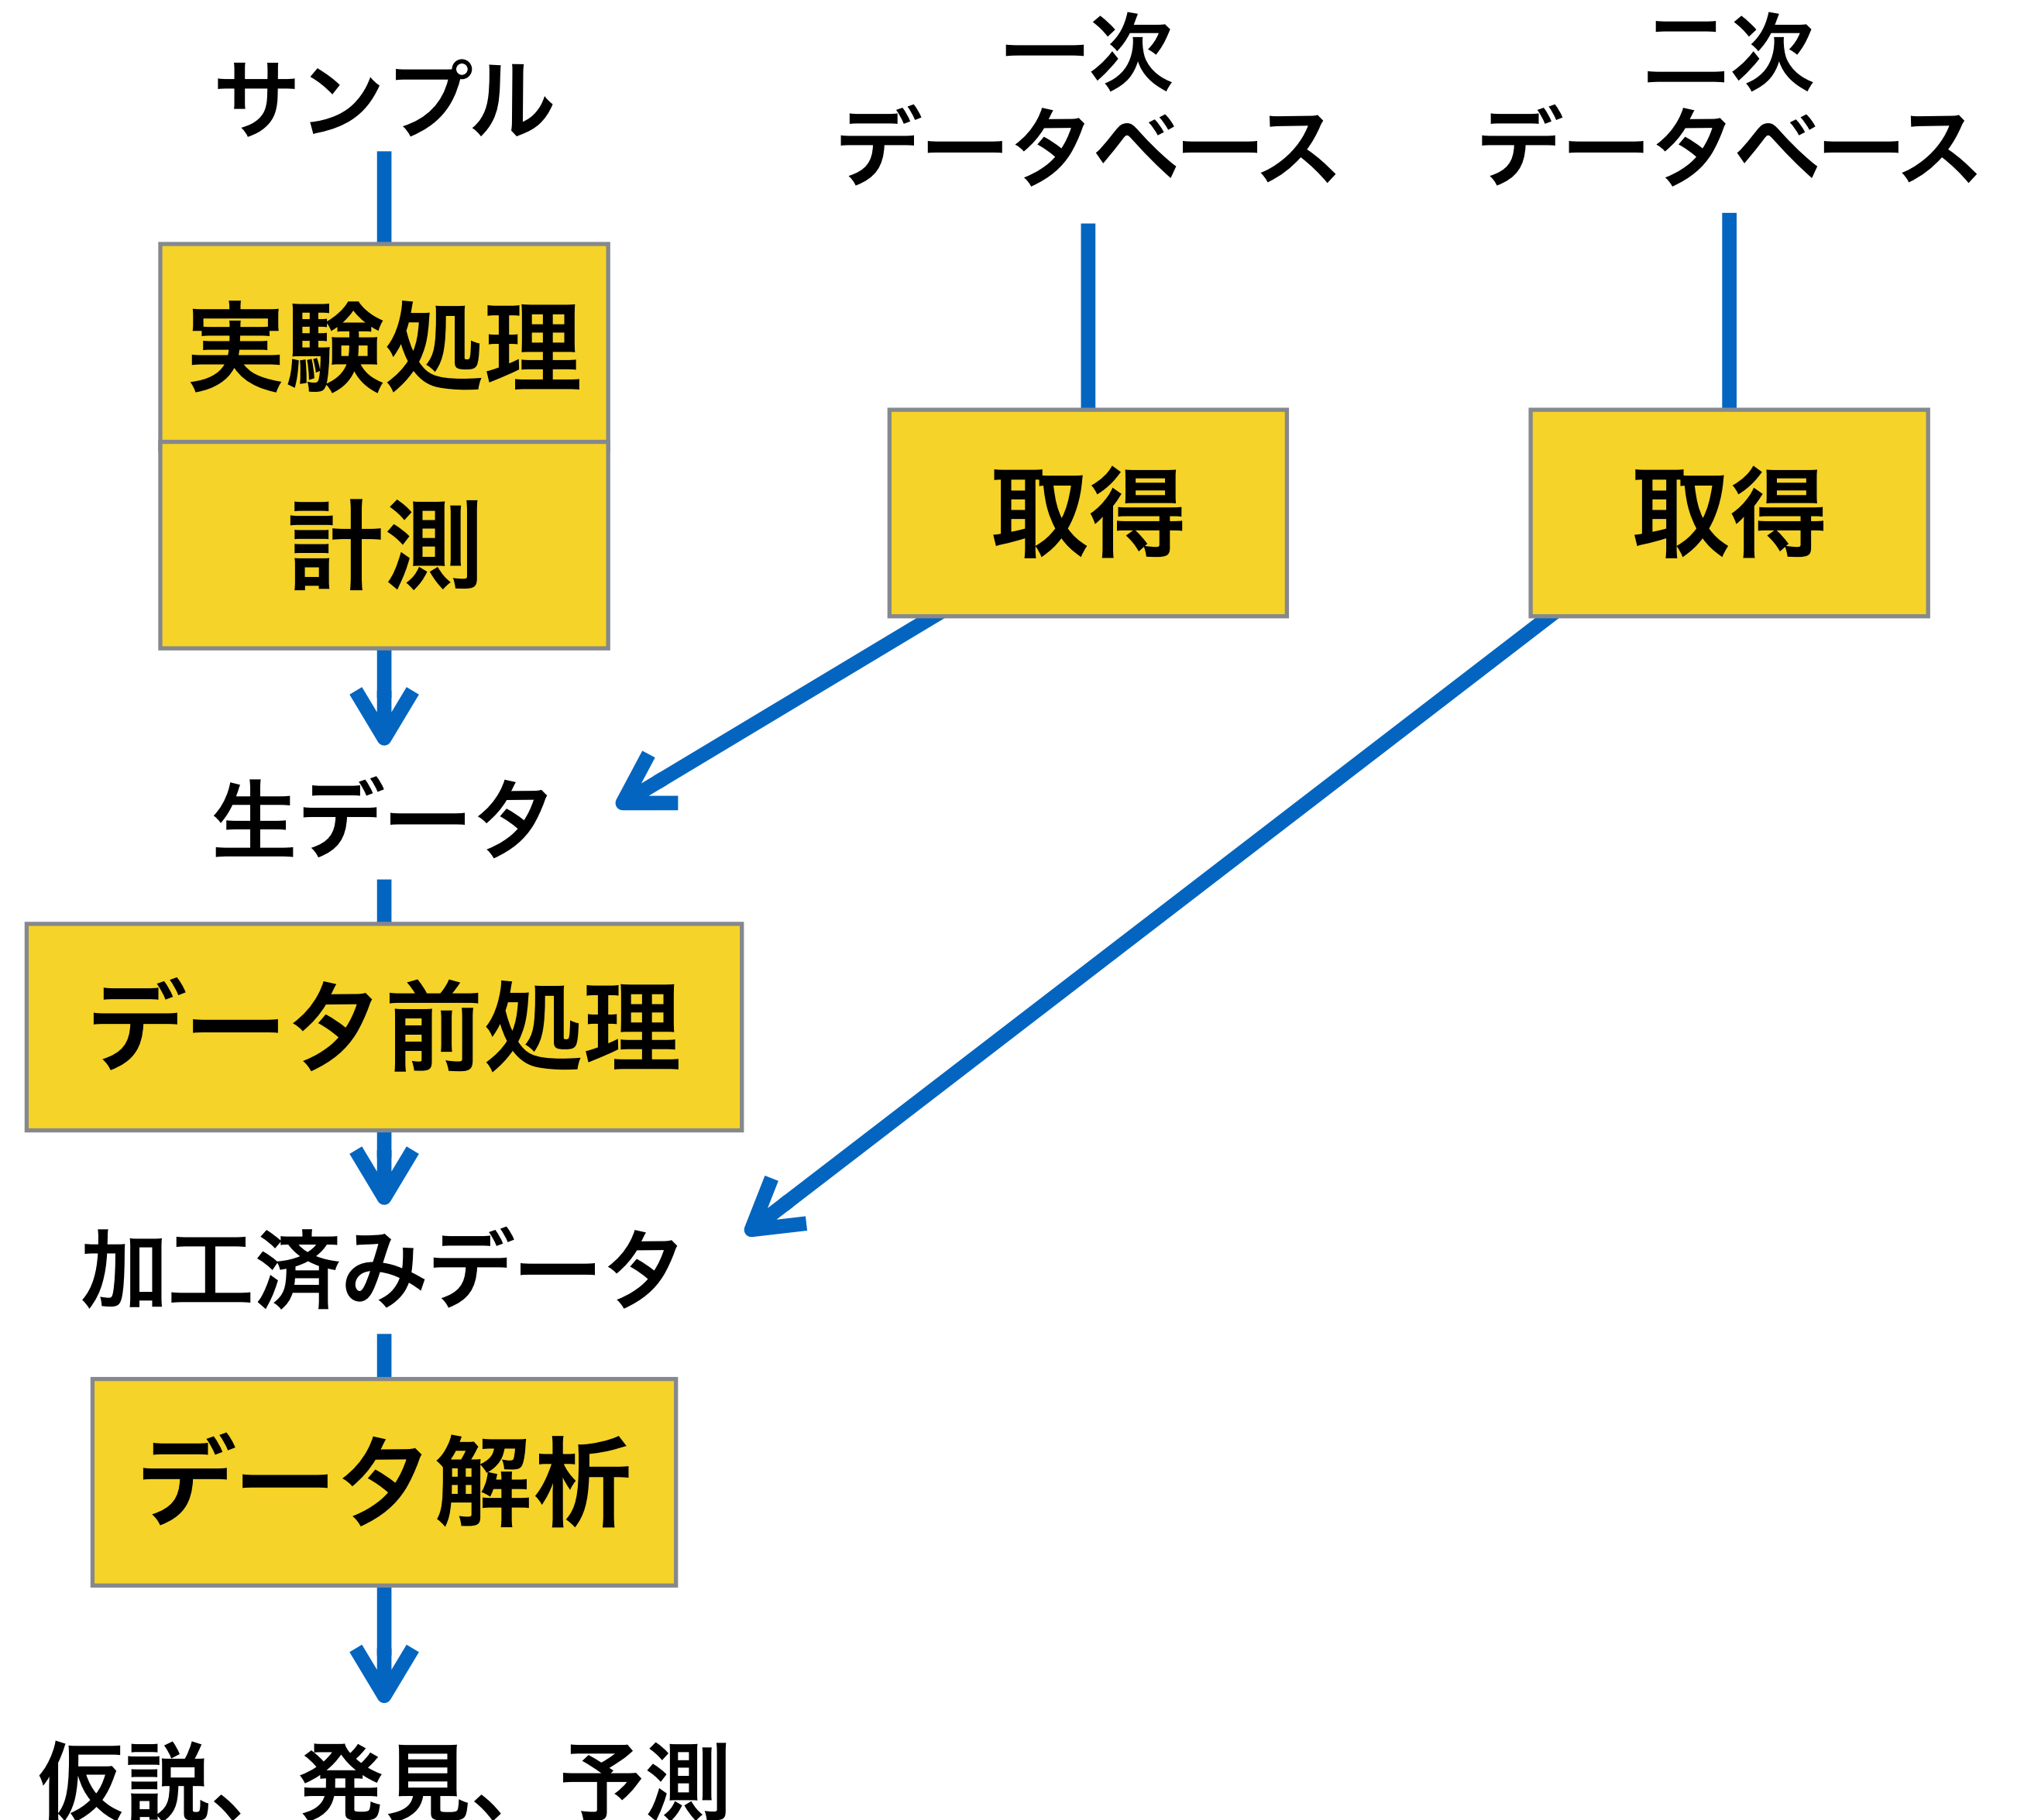 サンプル
一次
データベース
二次
データベース
実験処理
計測
取得
取得
生データ
データ前処理
加工済みデータ
データ解析
仮説、発見、予測